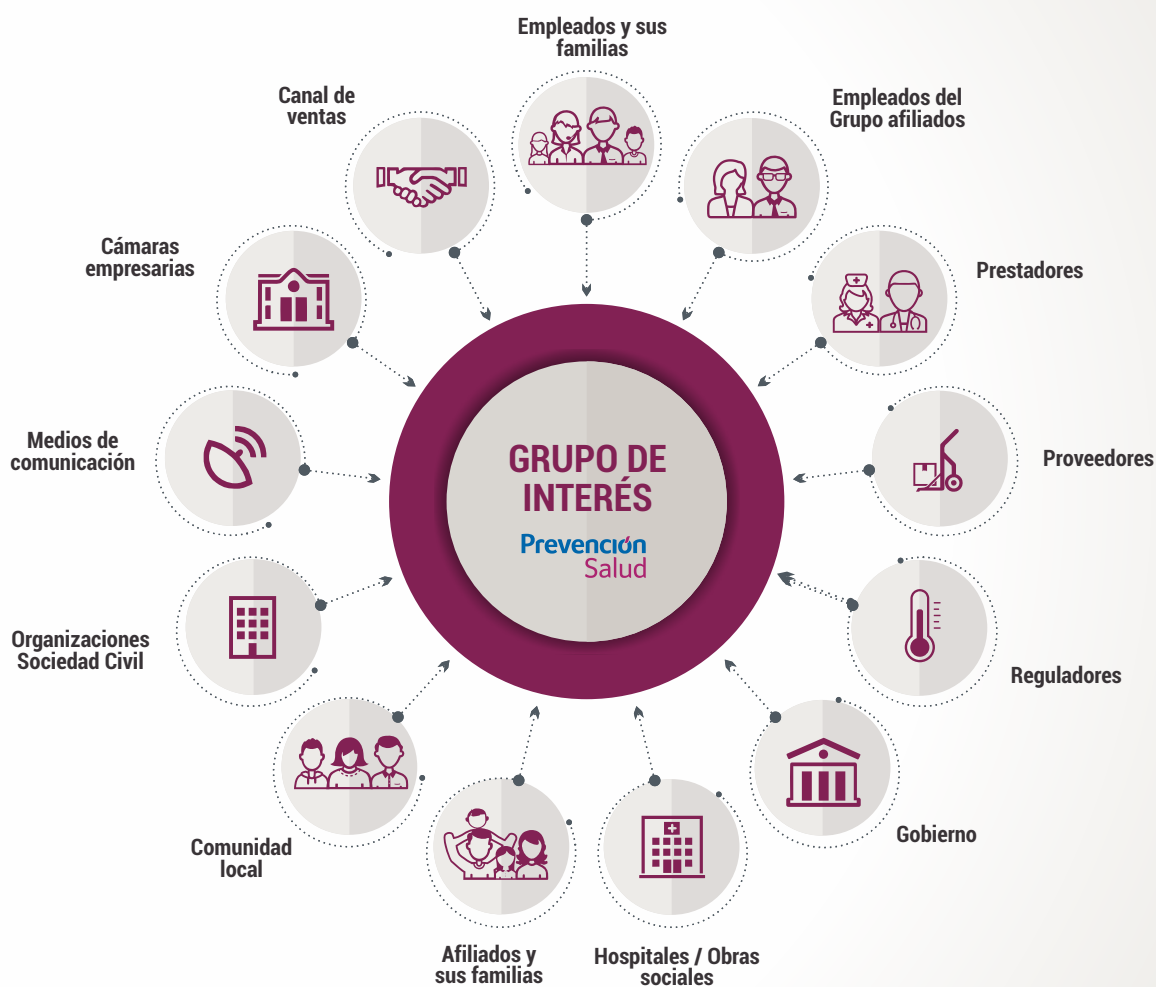 Empleados y sus
familias
Empleados del
Grupo afiliados
Canal de
ventas
Cámaras
empresarias
Prestadores
Medios de
comunicación
Proveedores
GRUPO DE
INTERÉS
Prevención
Salud
Organizaciones
Sociedad Civil
Reguladores
Comunidad
local
Gobierno
Afiliados y
sus familias
Hospitales / Obras
sociales